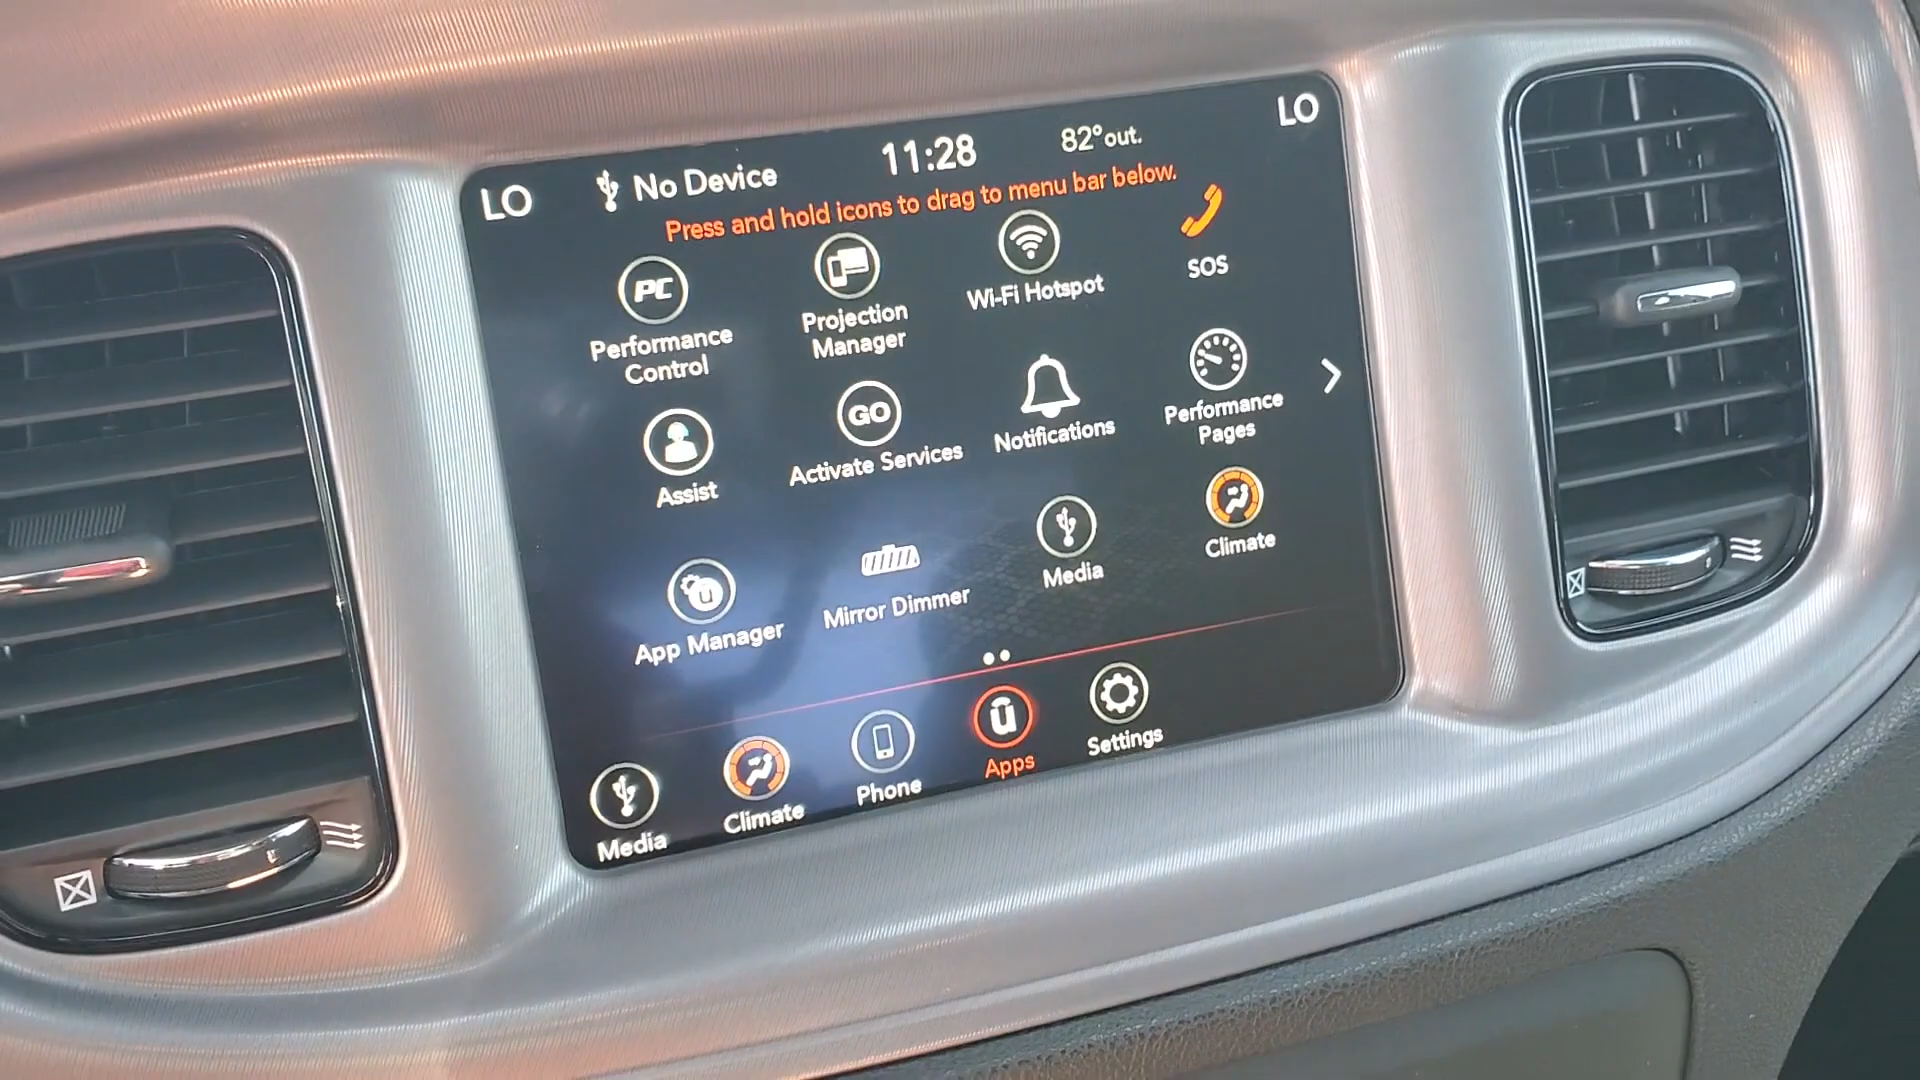 LO
No Device
11:28
82° out.
LO
Press and hold icons to drag to menu bar below.
PC
Performance
Control
Projection
Manager
Wi-Fi Hotspot
SOS
Assist
GO
Activate Services
Notifications
Performance
Pages
App Manager
Mirror Dimmer
Media
Climate
Media
Climate
Phone
Apps
Settings